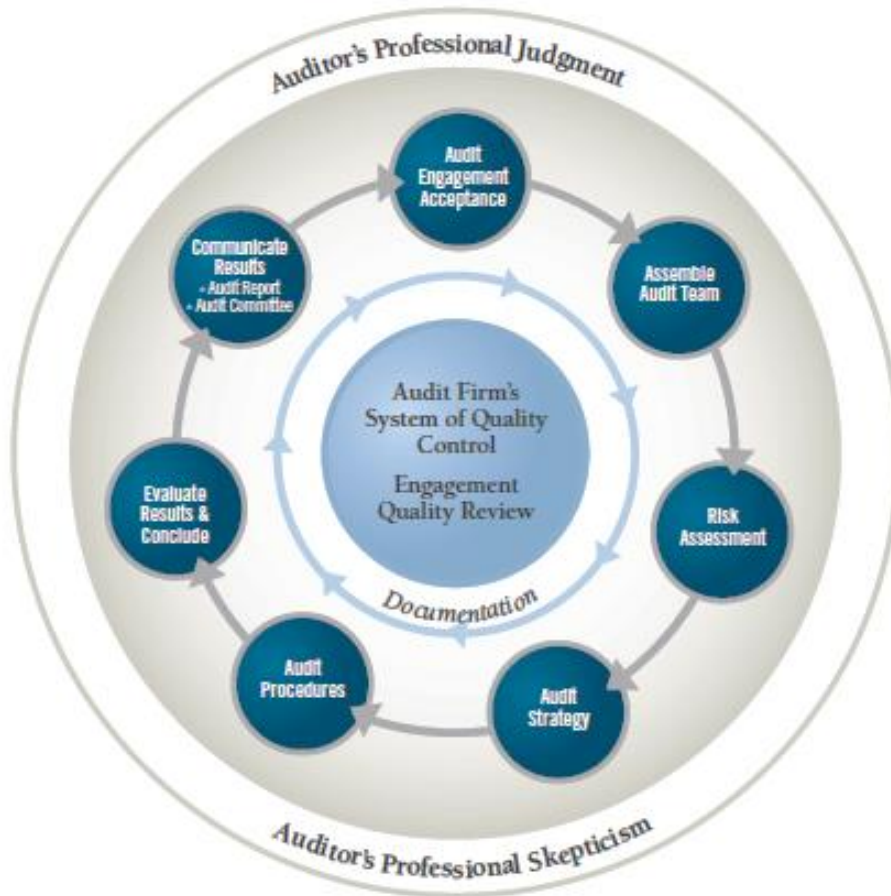 Auditor's Professional Judgment
Audit
Engagement
Acceptance
Assemble
Audit Team
Risk
Assessment
Audit
Strategy
Audit
Procedures
Evaluate
Results &
Conclude
Communicate
Results
• Audit Report
• Audit Committee
Audit Firm's
System of Quality
Control
Engagement
Quality Review
Documentation
Auditor's Professional Skepticism